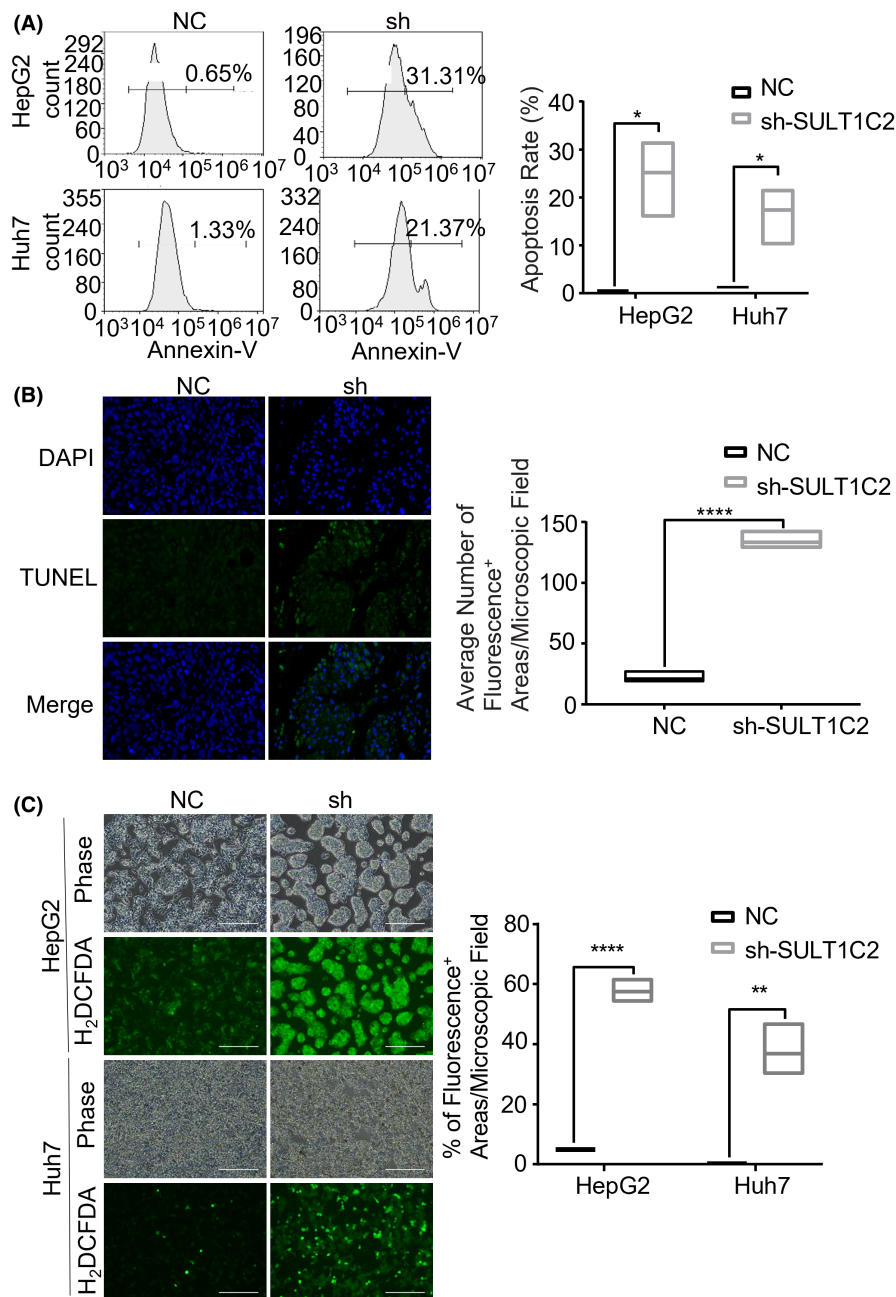 (A)
NC
sh
HepG2
count
292
240
180
120
60
0
0.65%
10³ 10⁴ 10⁵ 10⁶ 10⁷
196
160
120
80
40
0
31.31%
10³ 10⁴ 10⁵ 10⁶ 10⁷
Huh7
count
355
240
160
80
0
1.33%
10³ 10⁴ 10⁵ 10⁶ 10⁷
Annexin-V
332
240
160
80
0
21.37%
10³ 10⁴ 10⁵ 10⁶ 10⁷
Annexin-V
Apoptosis Rate (%)
40
30
20
10
0
NC
sh-SULT1C2
*
*
HepG2
Huh7
(B)
NC
sh
DAPI
TUNEL
Merge
Average Number of
Fluorescence⁺
Areas/Microscopic Field
150
100
50
0
NC
sh-SULT1C2
****
NC
sh-SULT1C2
(C)
NC
sh
HepG2
Phase
H₂DCFDA
Huh7
Phase
H₂DCFDA
% of Fluorescence⁺
Areas/Microscopic Field
80
60
40
20
0
NC
sh-SULT1C2
****
**
HepG2
Huh7